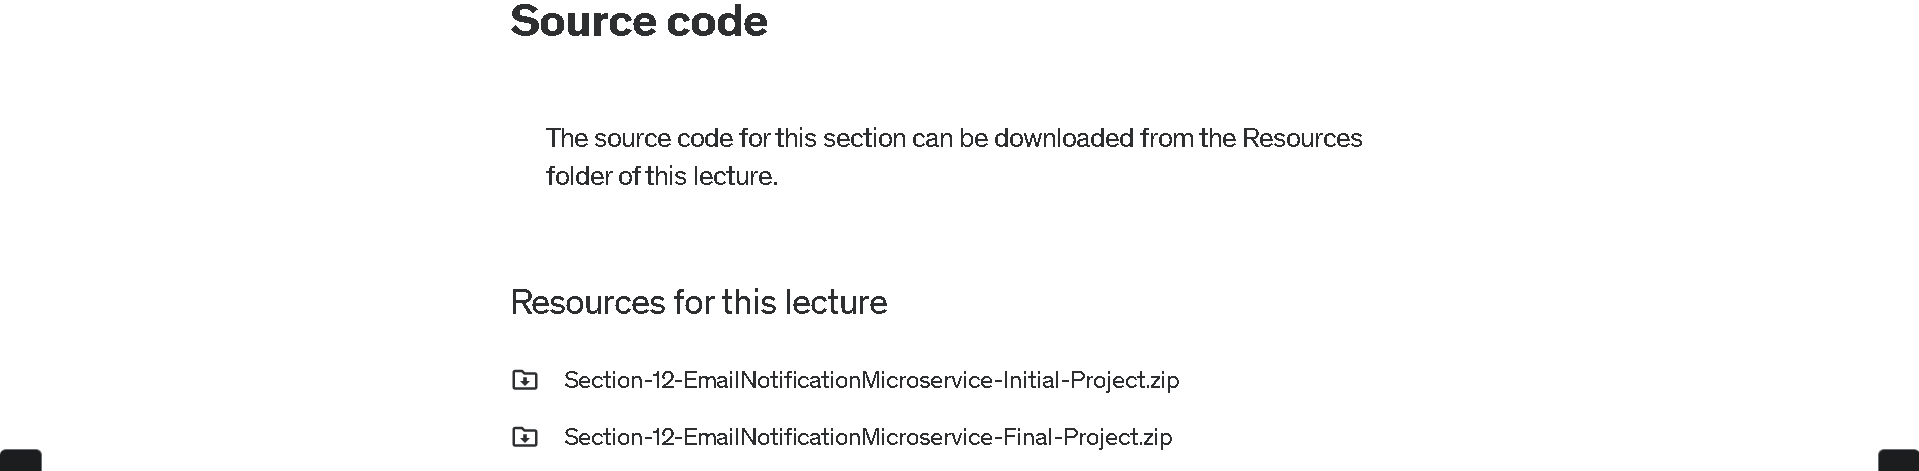 Source code
The source code for this section can be downloaded from the Resources
folder of this lecture.
Resources for this lecture
Section-12-EmailNotificationMicroservice-Initial-Project.zip
Section-12-EmailNotificationMicroservice-Final-Project.zip